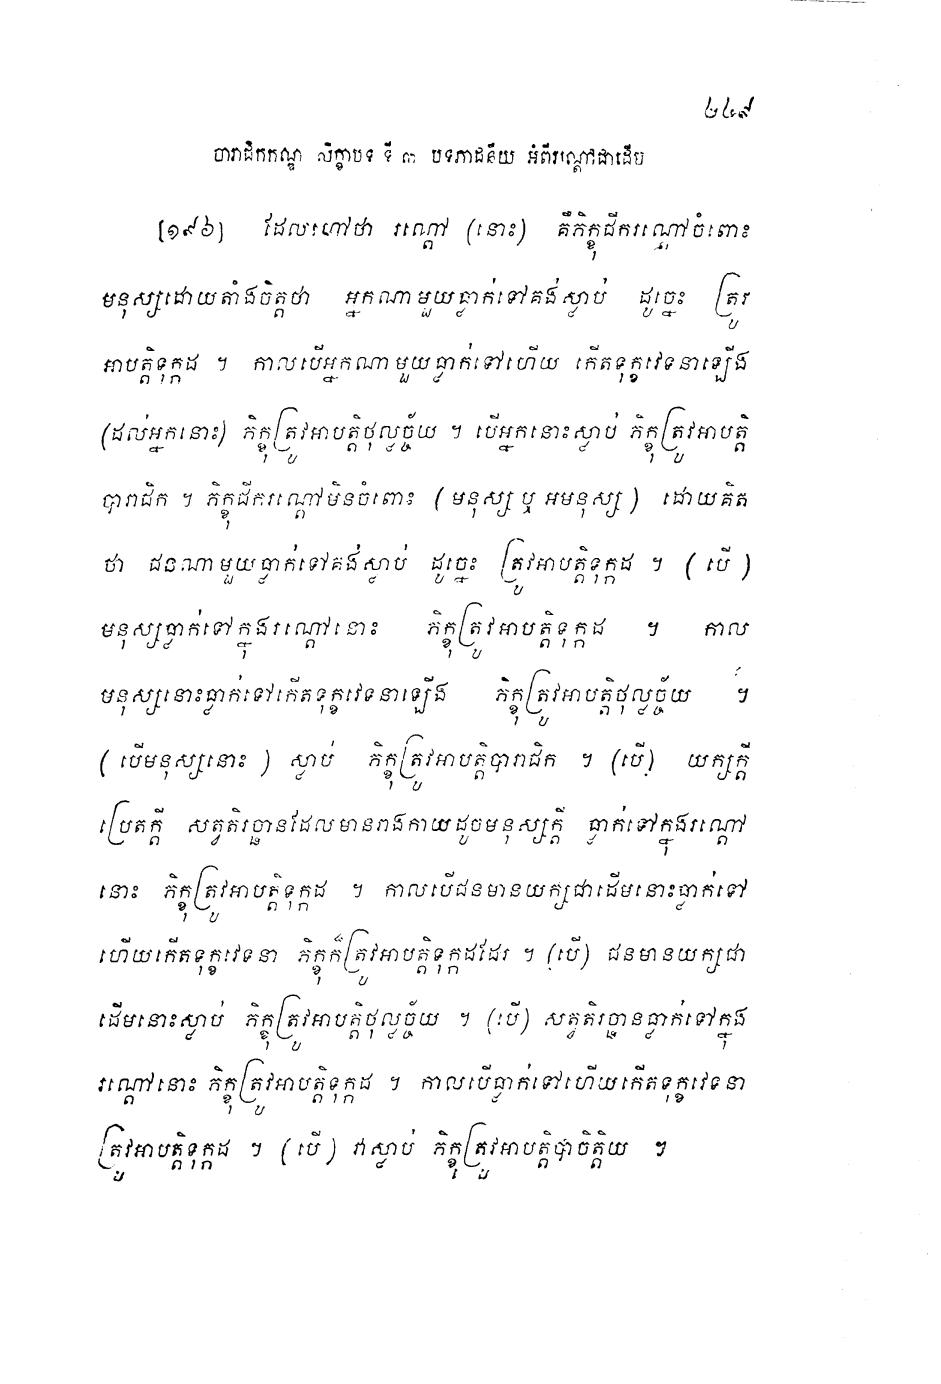 ២៤៩
បារាជិកកណ្ឌ សិក្ខាបទ ទី ៣ បទភាជនីយ អំពីរណ្តៅជាដើម
[១៩៦] ដែលហៅថា រណ្តៅ (នោះ) គឺភិក្ខុជីករណ្តៅចំពោះ
មនុស្សដោយតាំងចិត្តថា អ្នកណាមួយធ្លាក់ទៅគង់ស្លាប់ ដូច្នេះ ត្រូវ
អាបត្តិទុក្កដ ។ កាលបើអ្នកណាមួយធ្លាក់ទៅហើយ កើតទុក្ខវេទនាឡើង
(ដល់អ្នកនោះ) ភិក្ខុត្រូវអាបត្តិថុល្លច្ច័យ ។ បើអ្នកនោះស្លាប់ ភិក្ខុត្រូវអាបត្តិ
បារាជិក ។ ភិក្ខុជីករណ្តៅមិនចំពោះ (មនុស្ស ឬ អមនុស្ស) ដោយគិត
ថា ជនណាមួយធ្លាក់ទៅគង់ស្លាប់ ដូច្នេះ ត្រូវអាបត្តិទុក្កដ ។ (បើ)
មនុស្សធ្លាក់ទៅក្នុងរណ្តៅនោះ ភិក្ខុត្រូវអាបត្តិទុក្កដ ។ កាល
មនុស្សនោះធ្លាក់ទៅកើតទុក្ខវេទនាឡើង ភិក្ខុត្រូវអាបត្តិថុល្លច្ច័យ ។
(បើមនុស្សនោះ) ស្លាប់ ភិក្ខុត្រូវអាបត្តិបារាជិក ។ (បើ) យក្សក្តី
ប្រេតក្តី សត្វតិរច្ឆានដែលមានរាងកាយដូចមនុស្សក្តី ធ្លាក់ទៅក្នុងរណ្តៅ
នោះ ភិក្ខុត្រូវអាបត្តិទុក្កដ ។ កាលបើជនមានយក្សជាដើមនោះធ្លាក់ទៅ
ហើយកើតទុក្ខវេទនា ភិក្ខុក៏ត្រូវអាបត្តិទុក្កដដែរ ។ (បើ) ជនមានយក្សជា
ដើមនោះស្លាប់ ភិក្ខុត្រូវអាបត្តិថុល្លច្ច័យ ។ (បើ) សត្វតិរច្ឆានធ្លាក់ទៅក្នុង
រណ្តៅនោះ ភិក្ខុត្រូវអាបត្តិទុក្កដ ។ កាលបើធ្លាក់ទៅហើយកើតទុក្ខវេទនា
ត្រូវអាបត្តិទុក្កដ ។ (បើ) វាស្លាប់ ភិក្ខុត្រូវអាបត្តិបាចិត្តិយ ។